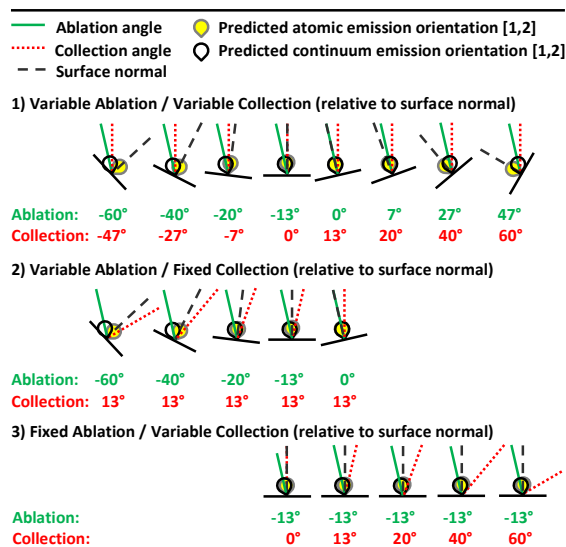 Ablation angle
Predicted atomic emission orientation [1,2]
Collection angle
Predicted continuum emission orientation [1,2]
Surface normal
1) Variable Ablation / Variable Collection (relative to surface normal)
Ablation: -60° -40° -20° -13° 0° 7° 27° 47°
Collection: -47° -27° -7° 0° 13° 20° 40° 60°
2) Variable Ablation / Fixed Collection (relative to surface normal)
Ablation: -60° -40° -20° -13° 0°
Collection: 13° 13° 13° 13° 13°
3) Fixed Ablation / Variable Collection (relative to surface normal)
Ablation: -13° -13° -13° -13° -13°
Collection: 0° 13° 20° 40° 60°